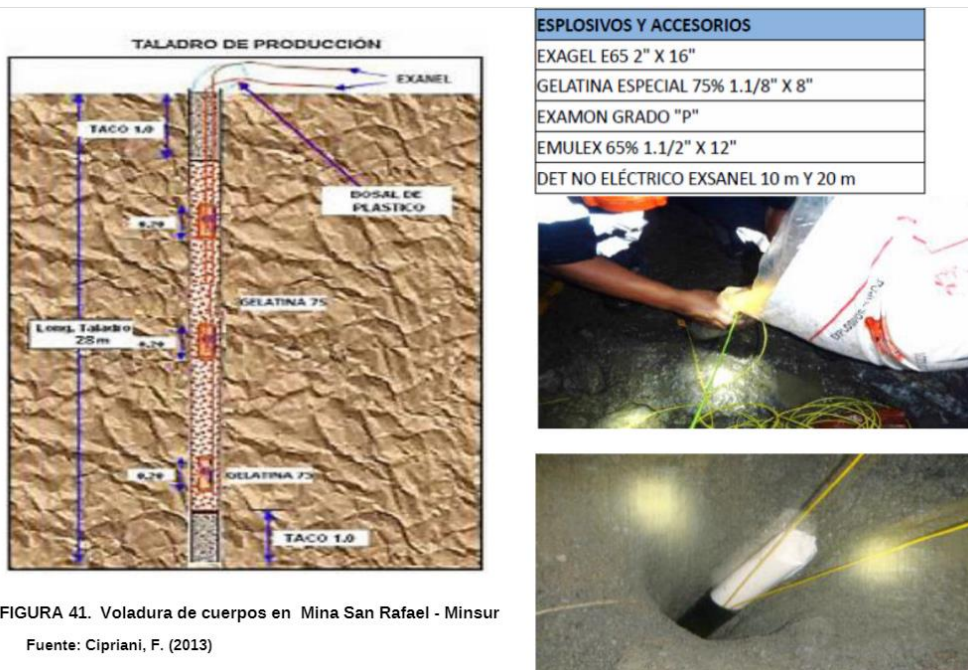 TALADRO DE PRODUCCIÓN
EXANEL
TACO 1.0
BOSAL DE
PLASTICO
0.20
GELATINA 75
Long. Taladro
28m
0.20
0.20
GELATINA 75
TACO 1.0
FIGURA 41. Voladura de cuerpos en Mina San Rafael - Minsur
Fuente: Cipriani, F. (2013)
ESPLOSIVOS Y ACCESORIOS
EXAGEL E65 2" X 16"
GELATINA ESPECIAL 75% 1.1/8" X 8"
EXAMON GRADO "P"
EMULEX 65% 1.1/2" X 12"
DET NO ELÉCTRICO EXSANEL 10 m Y 20 m